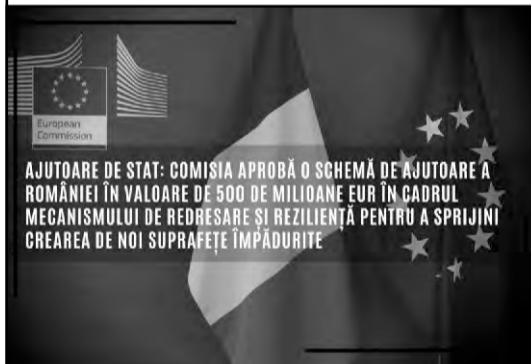 European
Commission
AJUTOARE DE STAT: COMISIA APROBĂ O SCHEMĂ DE AJUTOARE A
ROMÂNIEI ÎN VALOARE DE 500 DE MILIOANE EUR ÎN CADRUL
MECANISMULUI DE REDRESARE ȘI REZILIENȚĂ PENTRU A SPRIJINI
CREAREA DE NOI SUPRAFEȚE ÎMPĂDURITE